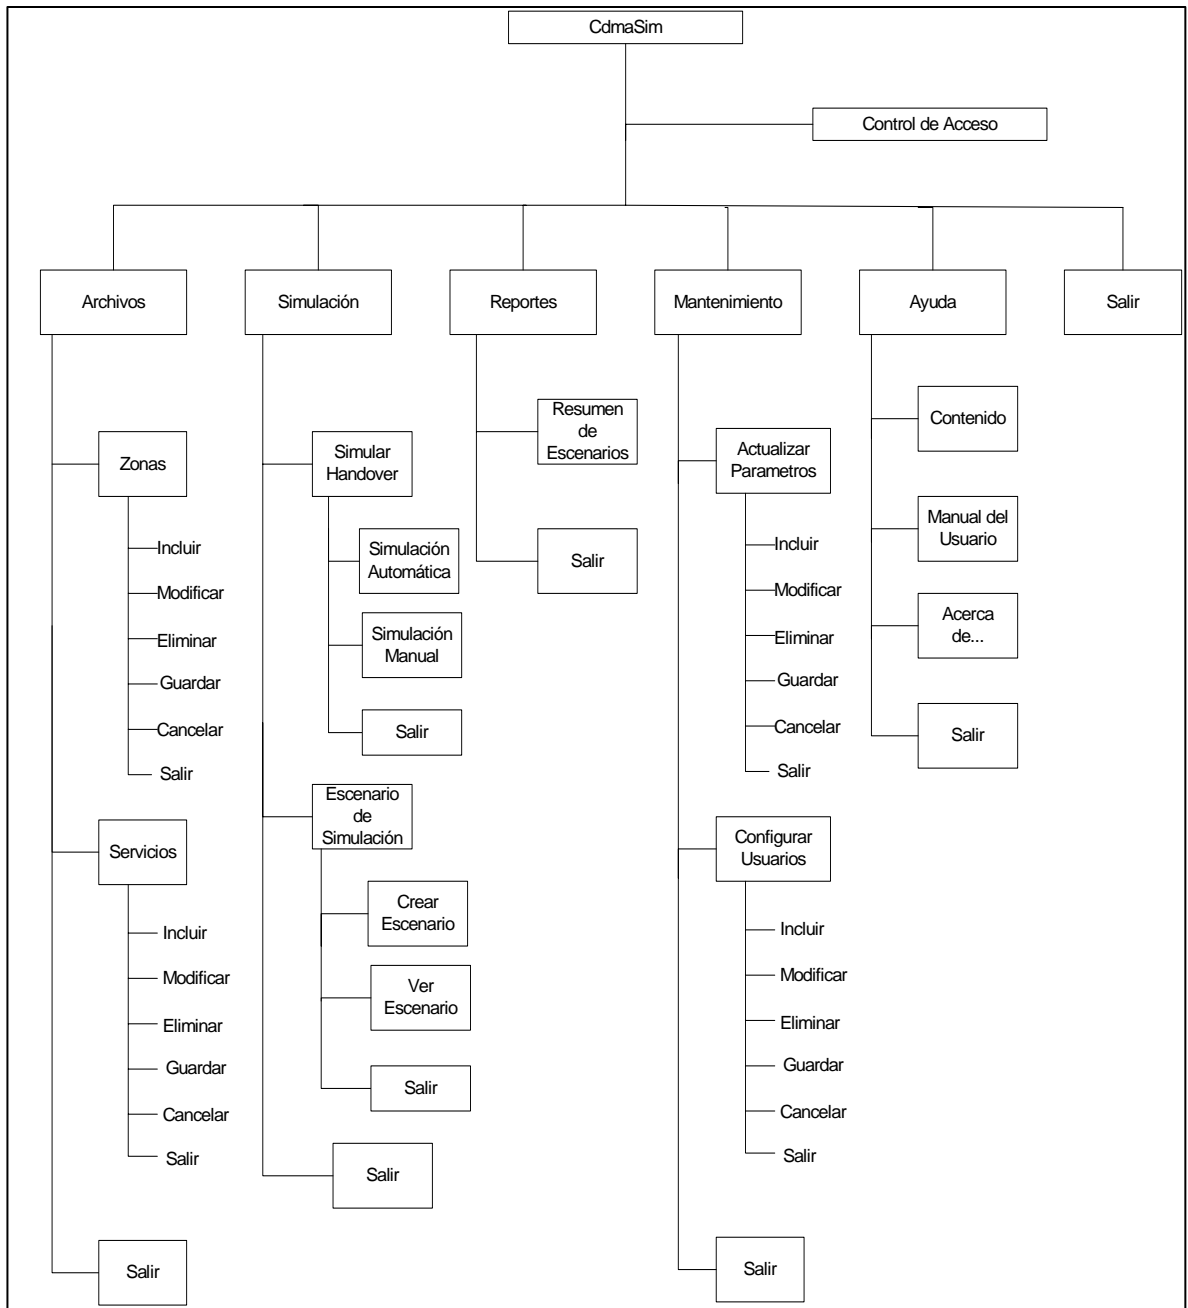 CdmaSim
Control de Acceso
Archivos
Simulación
Reportes
Mantenimiento
Ayuda
Salir
Zonas
Incluir
Modificar
Eliminar
Guardar
Cancelar
Salir
Servicios
Incluir
Modificar
Eliminar
Guardar
Cancelar
Salir
Salir
Simular
Handover
Simulación
Automática
Simulación
Manual
Salir
Escenario
de
Simulación
Crear
Escenario
Ver
Escenario
Salir
Salir
Resumen
de
Escenarios
Salir
Actualizar
Parametros
Incluir
Modificar
Eliminar
Guardar
Cancelar
Salir
Configurar
Usuarios
Incluir
Modificar
Eliminar
Guardar
Cancelar
Salir
Salir
Contenido
Manual del
Usuario
Acerca
de...
Salir